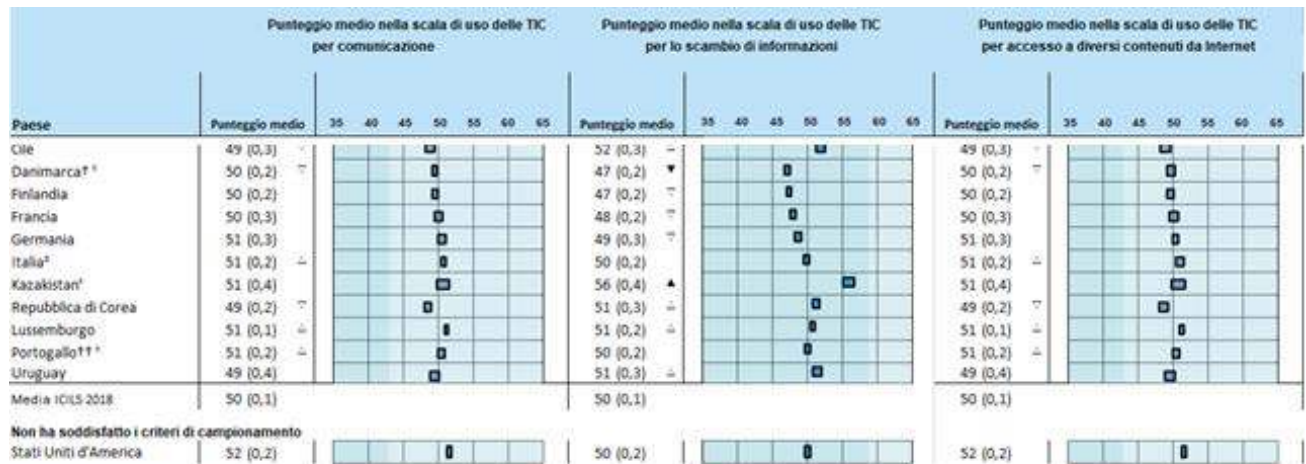 Punteggio medio nella scala di uso delle TIC per comunicazione
Punteggio medio nella scala di uso delle TIC per lo scambio di informazioni
Punteggio medio nella scala di uso delle TIC per accesso a diversi contenuti da Internet
Paese Punteggio medio 35 40 45 50 55 60 65 Punteggio medio 35 40 45 50 55 60 65 Punteggio medio 35 40 45 50 55 60 65
Cile 49 (0,3) 52 (0,3) △ 49 (0,3)
Danimarca† 50 (0,2) ▽ 47 (0,2) ▼ 50 (0,2) ▽
Finlandia 50 (0,2) 47 (0,2) ▽ 50 (0,2)
Francia 50 (0,3) 48 (0,2) ▽ 50 (0,3)
Germania 51 (0,3) 49 (0,3) ▽ 51 (0,3)
Italia² 51 (0,2) △ 50 (0,2) 51 (0,2) △
Kazakistan¹ 51 (0,4) 56 (0,4) ▲ 51 (0,4)
Repubblica di Corea 49 (0,2) ▽ 51 (0,3) △ 49 (0,2) ▽
Lussemburgo 51 (0,1) △ 51 (0,2) △ 51 (0,1) △
Portogallo†† 51 (0,2) △ 50 (0,2) 51 (0,2) △
Uruguay 49 (0,4) 51 (0,3) △ 49 (0,4)
Media ICILS 2018 50 (0,1) 50 (0,1) 50 (0,1)
Non ha soddisfatto i criteri di campionamento
Stati Uniti d'America 52 (0,2) 50 (0,2) 52 (0,2)